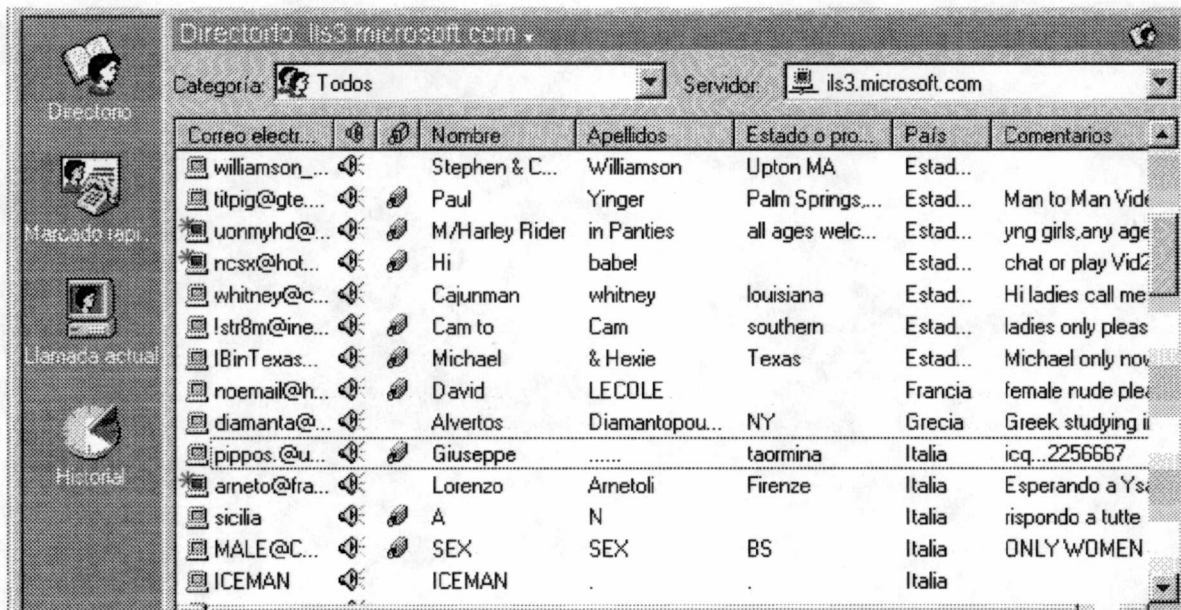 Directorio: ils3.microsoft.com
Categoría: Todos Servidor: ils3.microsoft.com
Directorio
Marcado rápi...
Llamada actual
Historial
Correo electr... Nombre Apellidos Estado o pro... País Comentarios
williamson_... Stephen & C... Williamson Upton MA Estad...
titpig@gte.... Paul Yinger Palm Springs,... Estad... Man to Man Vide
uonmyhd@... M/Harley Rider in Panties all ages welc... Estad... yng girls,any age
ncsx@hot... Hi babe! Estad... chat or play Vid2
whitney@c... Cajunman whitney louisiana Estad... Hi ladies call me
!str8m@ine... Cam to Cam southern Estad... ladies only pleas
IBinTexas... Michael & Hexie Texas Estad... Michael only now
noemail@h... David LECOLE Francia female nude plea
diamanta@... Alvertos Diamantopou... NY Grecia Greek studying i
pippos.@u... Giuseppe ...... taormina Italia icq...2256667
arneto@fra... Lorenzo Arnetoli Firenze Italia Esperando a Ysa
sicilia A N Italia rispondo a tutte
MALE@C... SEX SEX BS Italia ONLY WOMEN
ICEMAN ICEMAN . . Italia